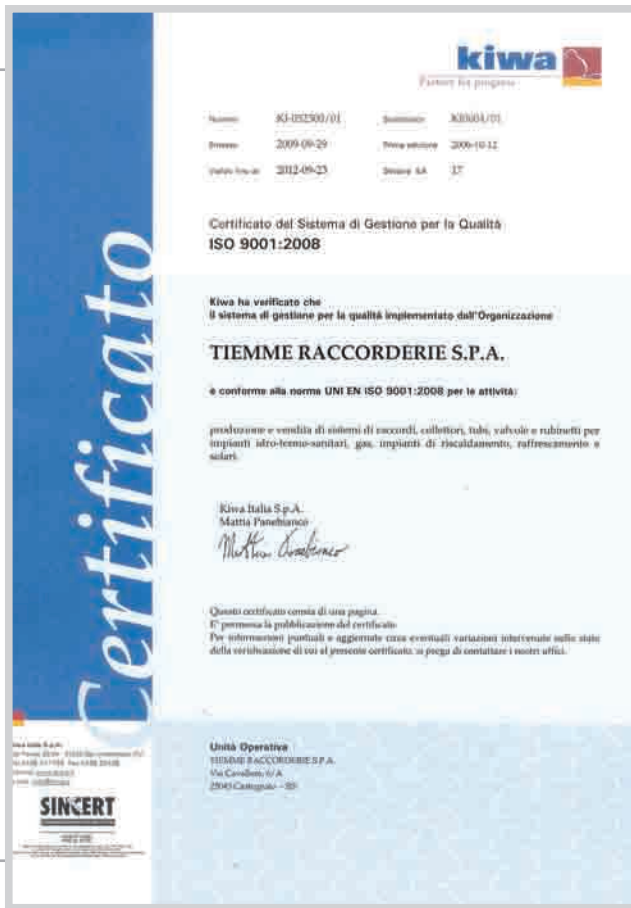 kiwa
Partner for progress
Numero KI-052300/01
Emesso 2009-09-29 Prima edizione 2006-10-12
Valido fino al 2012-09-23 Settore EA 17
Certificato del Sistema di Gestione per la Qualità
ISO 9001:2008
Kiwa ha verificato che
il sistema di gestione per la qualità implementato dall'Organizzazione
TIEMME RACCORDERIE S.P.A.
è conforme alla norma UNI EN ISO 9001:2008 per le attività:
produzione e vendita di sistemi di raccordi, collettori, tubi, valvole e rubinetti per
impianti idro-termo-sanitari, gas, impianti di riscaldamento, raffrescamento e
solari.
Kiwa Italia S.p.A.
Mattia Panebianco
Questo certificato consta di una pagina.
E' permessa la pubblicazione del certificato
Per informazioni puntuali e aggiornate circa eventuali variazioni intervenute nello stato
della certificazione di cui al presente certificato, si prega di contattare i nostri uffici.
Unità Operativa
TIEMME RACCORDERIE S.P.A.
Via Cavallera, 6/A
25045 Castegnato - BS
Certificato
SINCERT